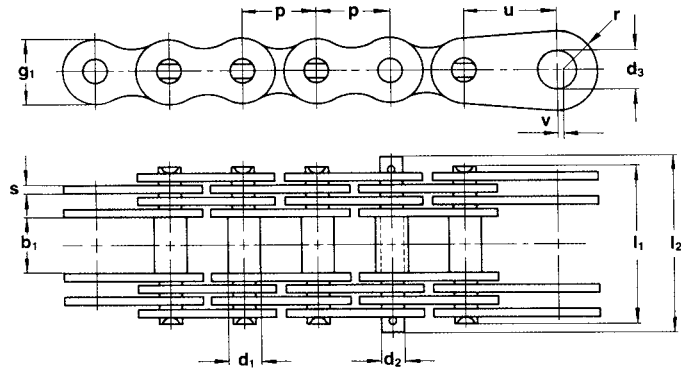 p p u r
g₁ d₃
v
s
b₁ l₁ l₂
d₁ d₂